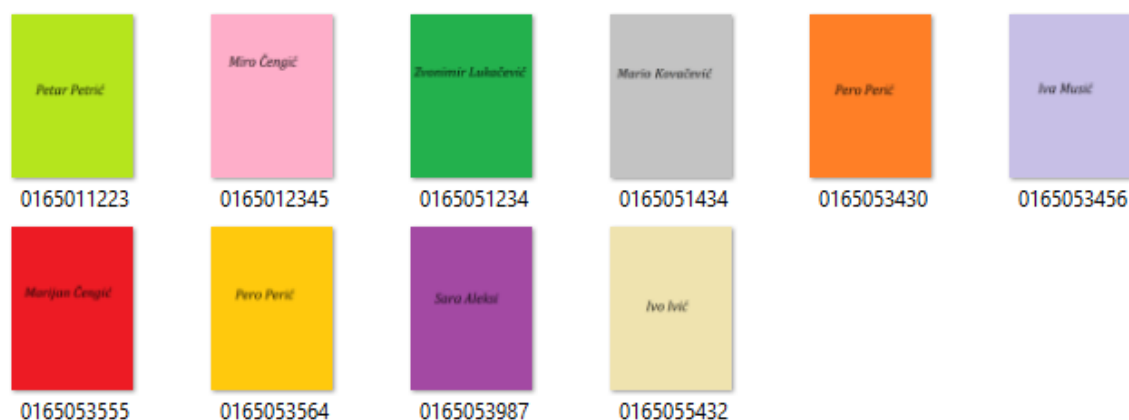 Petar Petrić
Miro Čengić
Zvonimir Lukačević
Mario Kovačević
Pero Perić
Iva Musić
0165011223
0165012345
0165051234
0165051434
0165053430
0165053456
Marijan Čengić
Pero Perić
Sara Aleksi
Ivo Ivić
0165053555
0165053564
0165053987
0165055432